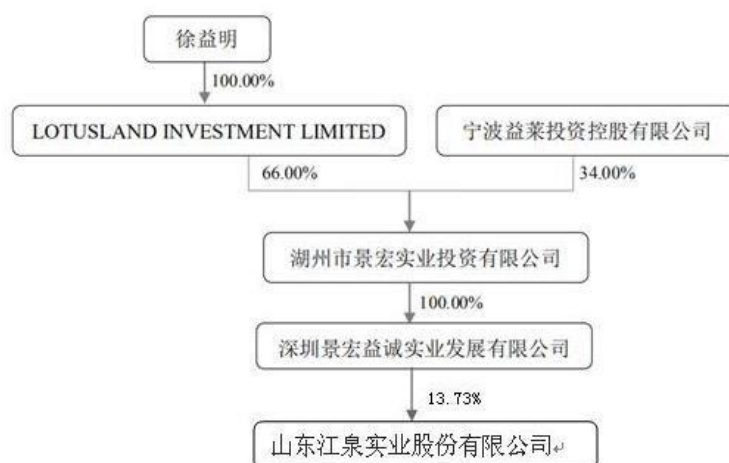 徐益明
100.00%
LOTUSLAND INVESTMENT LIMITED
宁波益莱投资控股有限公司
66.00%
34.00%
湖州市景宏实业投资有限公司
100.00%
深圳景宏益诚实业发展有限公司
13.73%
山东江泉实业股份有限公司↵